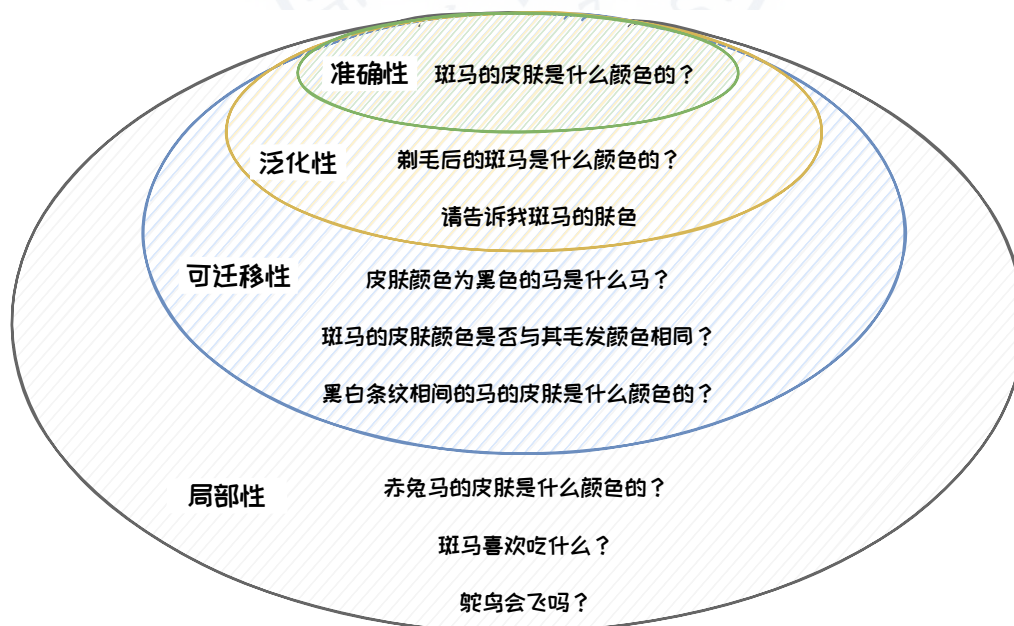 准确性 斑马的皮肤是什么颜色的？
泛化性 剃毛后的斑马是什么颜色的？
请告诉我斑马的肤色
可迁移性 皮肤颜色为黑色的马是什么马？
斑马的皮肤颜色是否与其毛发颜色相同？
黑白条纹相间的马的皮肤是什么颜色的？
局部性 赤兔马的皮肤是什么颜色的？
斑马喜欢吃什么？
鸵鸟会飞吗？